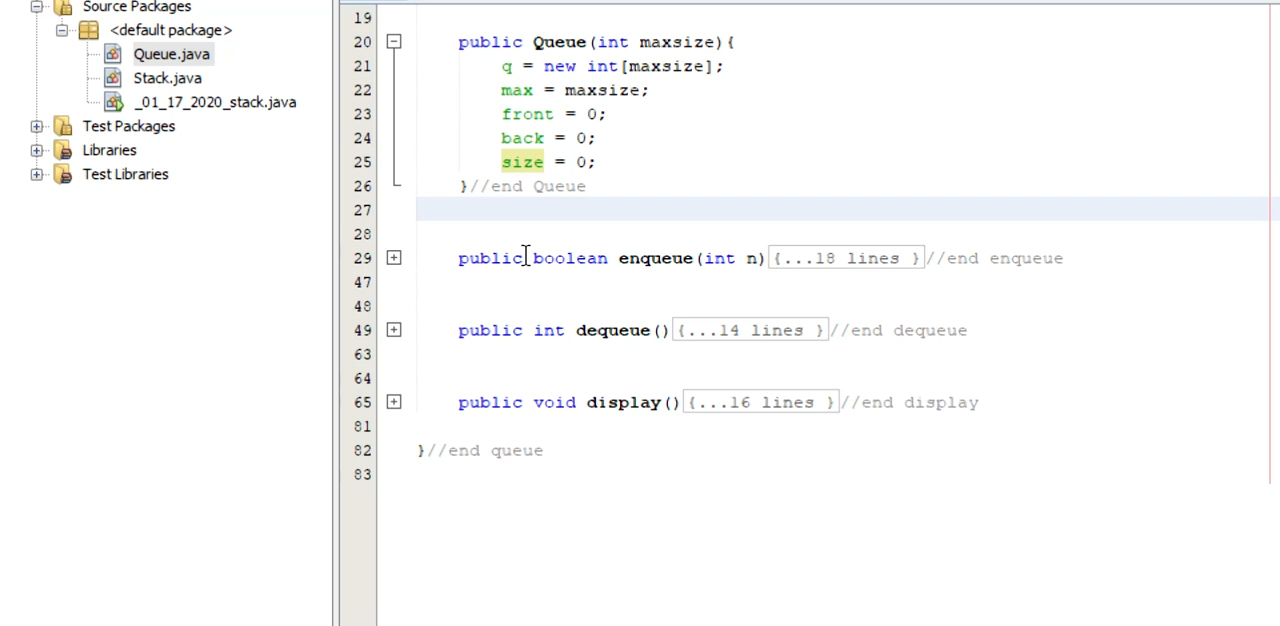 Source Packages
<default package>
Queue.java
Stack.java
_01_17_2020_stack.java
Test Packages
Libraries
Test Libraries
19
20 public Queue(int maxsize){
21 q = new int[maxsize];
22 max = maxsize;
23 front = 0;
24 back = 0;
25 size = 0;
26 }//end Queue
27
28
29 public boolean enqueue(int n){...18 lines }//end enqueue
47
48
49 public int dequeue(){...14 lines }//end dequeue
63
64
65 public void display(){...16 lines }//end display
81
82 }//end queue
83